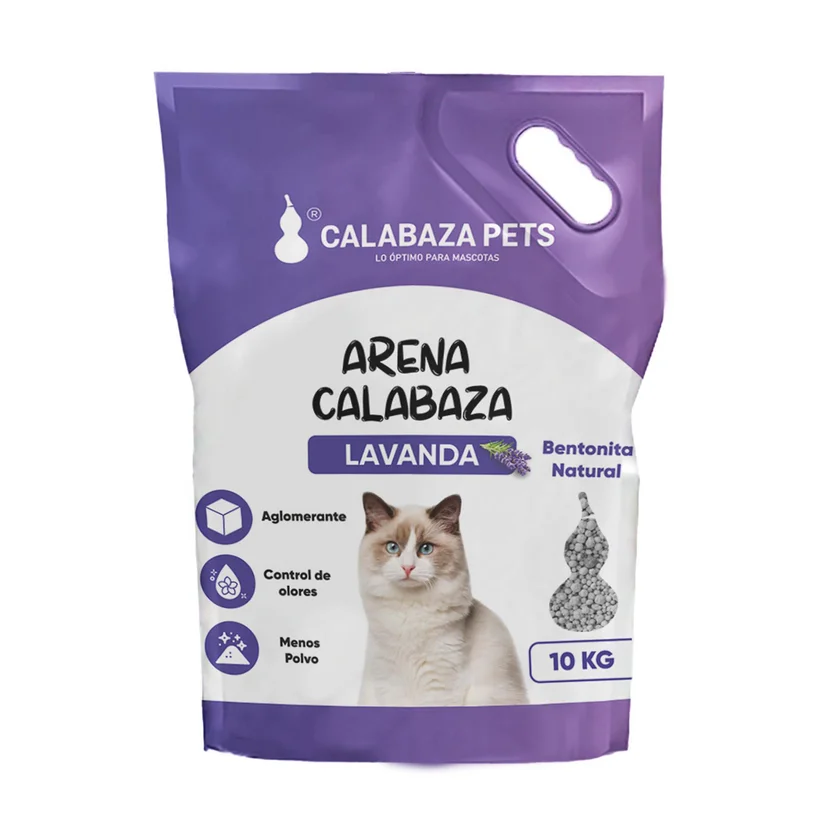 ®
CALABAZA PETS
LO ÓPTIMO PARA MASCOTAS
ARENA
CALABAZA
LAVANDA
Bentonita
Natural
Aglomerante
Control de
olores
Menos
Polvo
10 KG